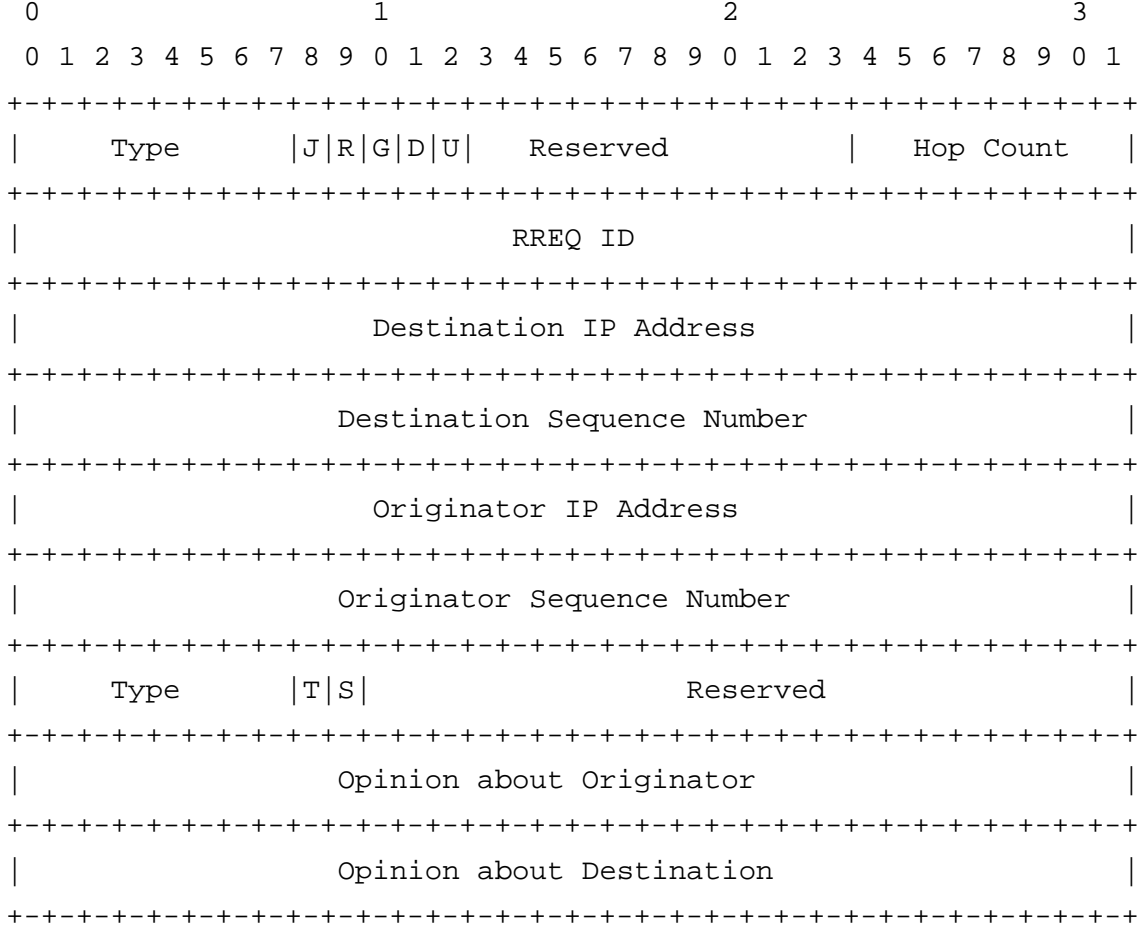 0                   1                   2                   3
0 1 2 3 4 5 6 7 8 9 0 1 2 3 4 5 6 7 8 9 0 1 2 3 4 5 6 7 8 9 0 1
+-+-+-+-+-+-+-+-+-+-+-+-+-+-+-+-+-+-+-+-+-+-+-+-+-+-+-+-+-+-+-+-+
|     Type      |J|R|G|D|U|   Reserved          |   Hop Count   |
+-+-+-+-+-+-+-+-+-+-+-+-+-+-+-+-+-+-+-+-+-+-+-+-+-+-+-+-+-+-+-+-+
|                            RREQ ID                            |
+-+-+-+-+-+-+-+-+-+-+-+-+-+-+-+-+-+-+-+-+-+-+-+-+-+-+-+-+-+-+-+-+
|                    Destination IP Address                     |
+-+-+-+-+-+-+-+-+-+-+-+-+-+-+-+-+-+-+-+-+-+-+-+-+-+-+-+-+-+-+-+-+
|                  Destination Sequence Number                  |
+-+-+-+-+-+-+-+-+-+-+-+-+-+-+-+-+-+-+-+-+-+-+-+-+-+-+-+-+-+-+-+-+
|                    Originator IP Address                      |
+-+-+-+-+-+-+-+-+-+-+-+-+-+-+-+-+-+-+-+-+-+-+-+-+-+-+-+-+-+-+-+-+
|                  Originator Sequence Number                   |
+-+-+-+-+-+-+-+-+-+-+-+-+-+-+-+-+-+-+-+-+-+-+-+-+-+-+-+-+-+-+-+-+
|     Type      |T|S|                  Reserved                 |
+-+-+-+-+-+-+-+-+-+-+-+-+-+-+-+-+-+-+-+-+-+-+-+-+-+-+-+-+-+-+-+-+
|                  Opinion about Originator                     |
+-+-+-+-+-+-+-+-+-+-+-+-+-+-+-+-+-+-+-+-+-+-+-+-+-+-+-+-+-+-+-+-+
|                  Opinion about Destination                    |
+-+-+-+-+-+-+-+-+-+-+-+-+-+-+-+-+-+-+-+-+-+-+-+-+-+-+-+-+-+-+-+-+